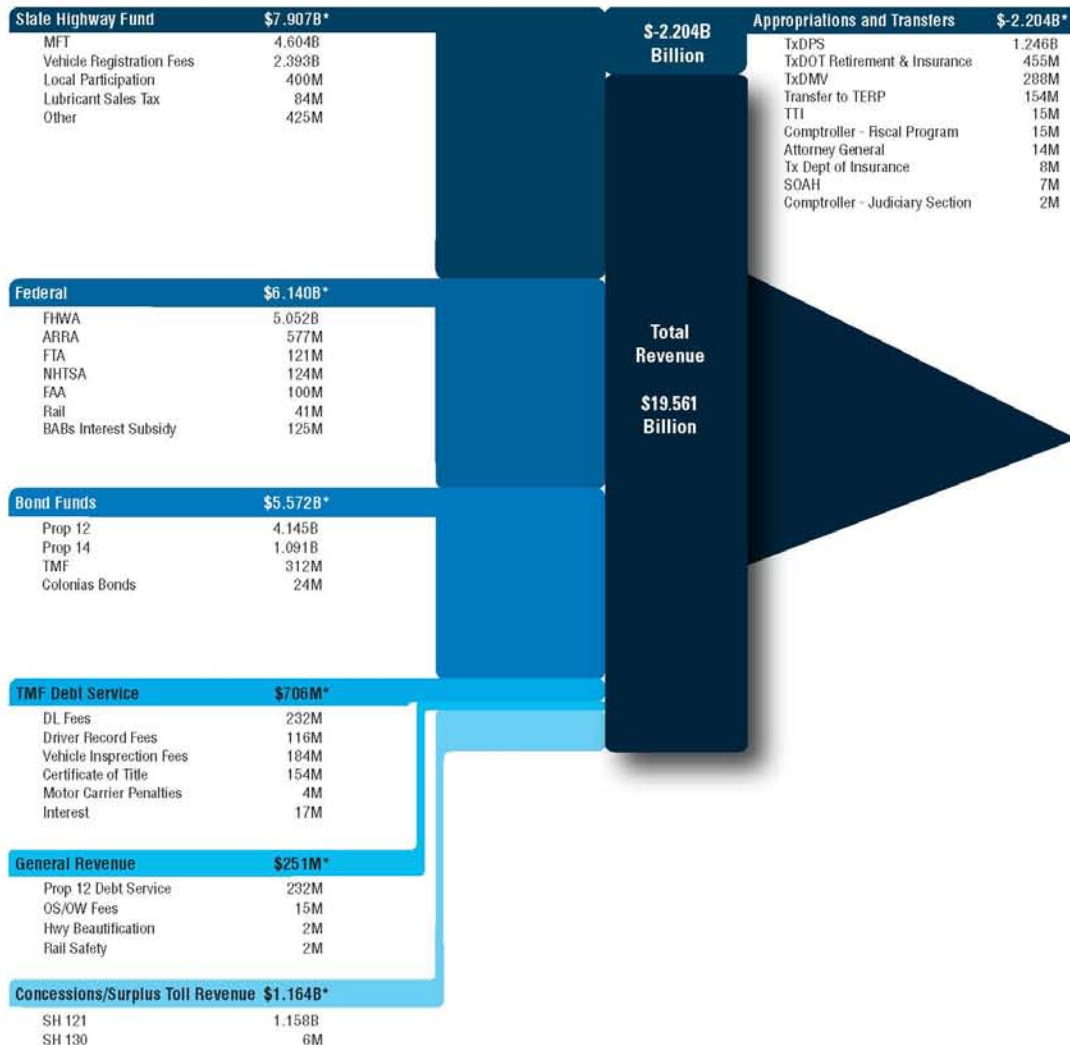 State Highway Fund $7.907B*
MFT 4.604B
Vehicle Registration Fees 2.393B
Local Participation 400M
Lubricant Sales Tax 84M
Other 425M
$-2.204B
Billion
Appropriations and Transfers $-2.204B*
TxDPS 1.246B
TxDOT Retirement & Insurance 455M
TxDMV 288M
Transfer to TERP 154M
TTI 15M
Comptroller - Fiscal Program 15M
Attorney General 14M
Tx Dept of Insurance 8M
SOAH 7M
Comptroller - Judiciary Section 2M
Federal $6.140B*
FHWA 5.052B
ARRA 577M
FTA 121M
NHTSA 124M
FAA 100M
Rail 41M
BABs Interest Subsidy 125M
Total
Revenue
$19.561
Billion
Bond Funds $5.572B*
Prop 12 4.145B
Prop 14 1.091B
TMF 312M
Colonias Bonds 24M
TMF Debt Service $706M*
DL Fees 232M
Driver Record Fees 116M
Vehicle Insprection Fees 184M
Certificate of Title 154M
Motor Carrier Penalties 4M
Interest 17M
General Revenue $251M*
Prop 12 Debt Service 232M
OS/OW Fees 15M
Hwy Beautification 2M
Rail Safety 2M
Concessions/Surplus Toll Revenue $1.164B*
SH 121 1.158B
SH 130 6M